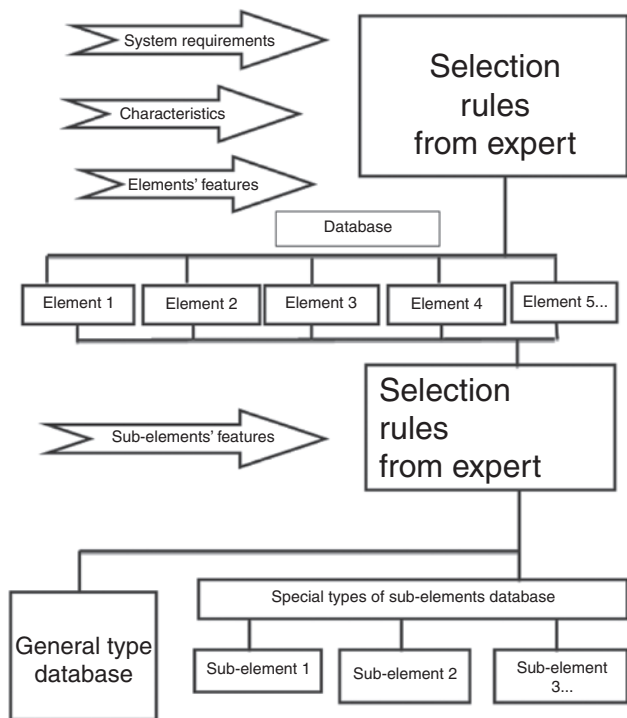 System requirements
Selection
rules
from expert
Characteristics
Elements' features
Database
Element 1
Element 2
Element 3
Element 4
Element 5...
Selection
rules
from expert
Sub-elements' features
Special types of sub-elements database
General type
database
Sub-element 1
Sub-element 2
Sub-element
3...